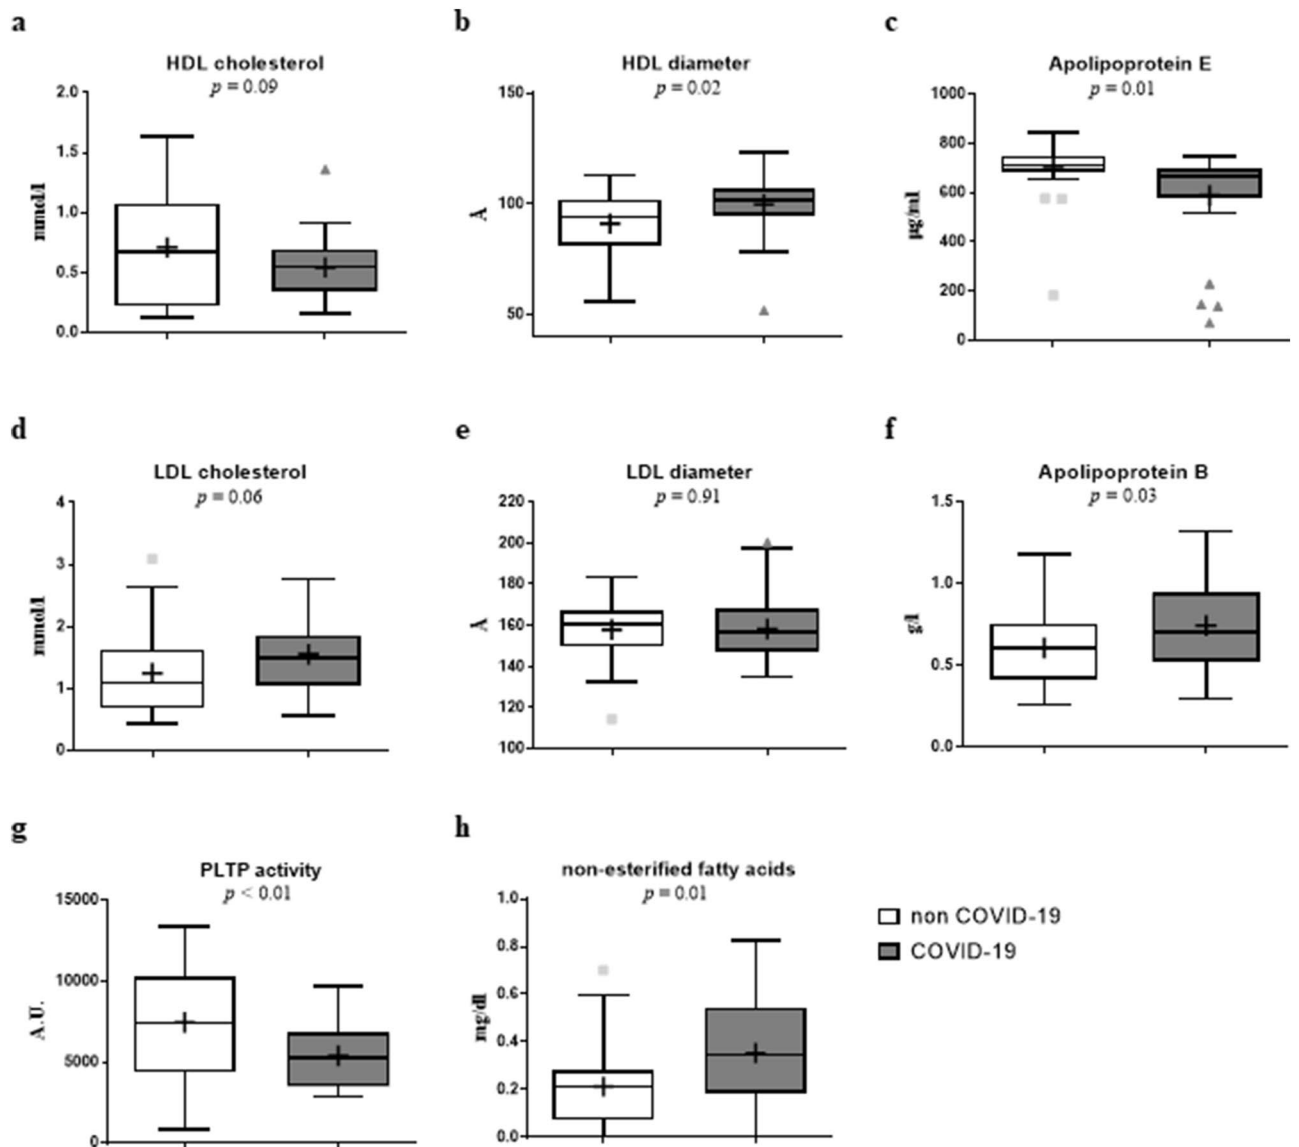 a
HDL cholesterol
p = 0.09
2.0
1.5
1.0
0.5
0.0
mmol/l
b
HDL diameter
p = 0.02
150
100
50
Å
c
Apolipoprotein E
p = 0.01
1000
800
600
400
200
0
µg/ml
d
LDL cholesterol
p = 0.06
4
3
2
1
0
mmol/l
e
LDL diameter
p = 0.91
220
200
180
160
140
120
100
Å
f
Apolipoprotein B
p = 0.03
1.5
1.0
0.5
0.0
g/l
g
PLTP activity
p < 0.01
15000
10000
5000
0
A.U.
h
non-esterified fatty acids
p = 0.01
1.0
0.8
0.6
0.4
0.2
0.0
mg/dl
non COVID-19
COVID-19